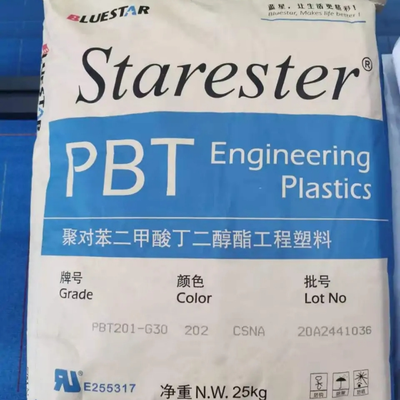 BLUESTAR
蓝星，让生活更精彩！
Bluestar, Makes life better !
Starester®
PBT Engineering
Plastics
聚对苯二甲酸丁二醇酯工程塑料
牌号 颜色 批号
Grade Color Lot No
PBT201-G30 202 CSNA 20A2441036
E255317 净重 N.W. 25kg